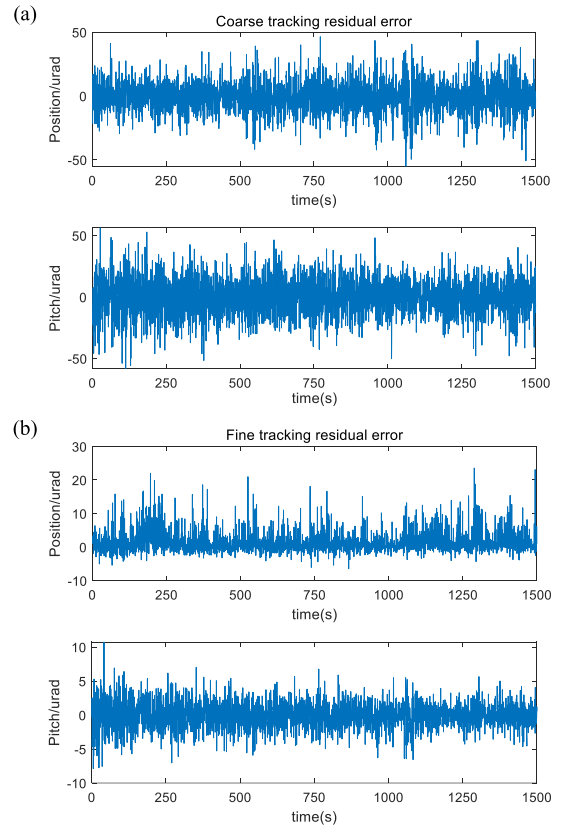 (a)
Coarse tracking residual error
Position/urad
50
0
-50
0 250 500 750 1000 1250 1500
time(s)
Pitch/urad
50
0
-50
0 250 500 750 1000 1250 1500
time(s)
(b)
Fine tracking residual error
Position/urad
30
20
10
0
-10
0 250 500 750 1000 1250 1500
time(s)
Pitch/urad
10
5
0
-5
-10
0 250 500 750 1000 1250 1500
time(s)